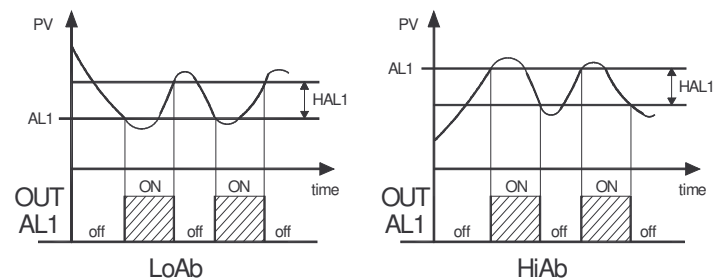 PV
HAL1
AL1
time
ON
ON
OUT
AL1
off
off
off
LoAb
PV
AL1
HAL1
time
ON
ON
OUT
AL1
off
off
off
HiAb